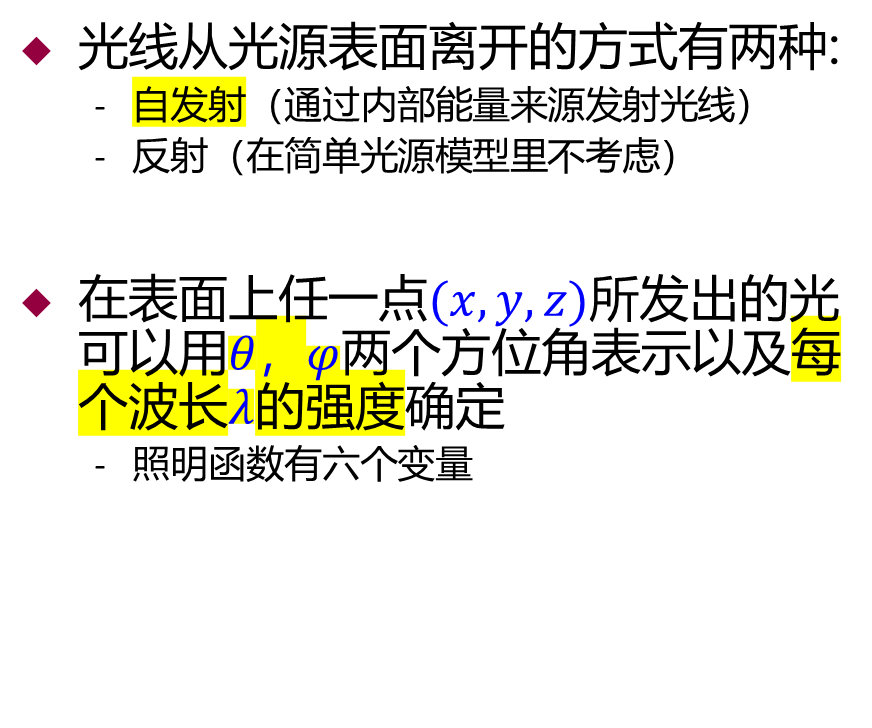 ◆ 光线从光源表面离开的方式有两种:
- 自发射（通过内部能量来源发射光线）
- 反射（在简单光源模型里不考虑）
◆ 在表面上任一点(x, y, z)所发出的光
可以用θ，φ两个方位角表示以及每
个波长λ的强度确定
- 照明函数有六个变量